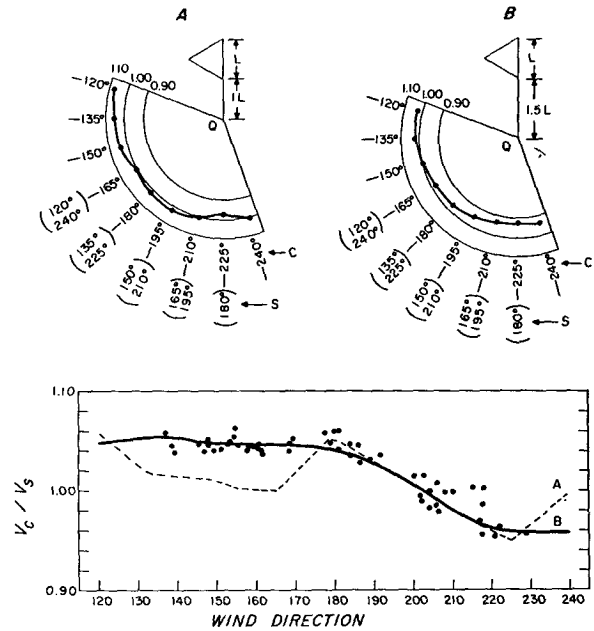 A
B
L
1L
L
1.5 L
1.10 1.00 0.90
Q
-120°
-135°
-150°
-165°
-180°
-195°
-210°
-225°
-240°
(120° 240°)
(135° 225°)
(150° 210°)
(165° 195°)
(180°)
C
S
1.10 1.00 0.90
Q
-120°
-135°
-150°
-165°
-180°
-195°
-210°
-225°
-240°
(120° 240°)
(135° 225°)
(150° 210°)
(165° 195°)
(180°)
C
S
1.10
1.00
0.90
Vc / Vs
A
B
120 130 140 150 160 170 180 190 200 210 220 230 240
WIND DIRECTION